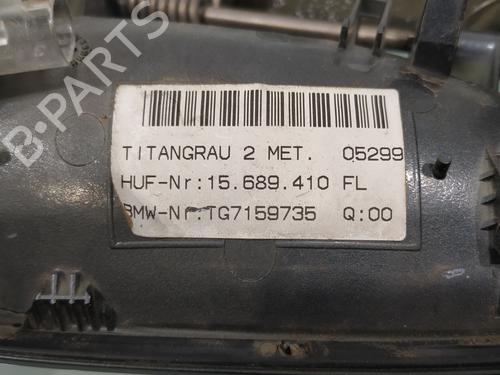 B-PARTS
TITANGRAU 2 MET. 05299
HUF-Nr:15.689.410 FL
BMW-Nr:TG7159735 Q:00